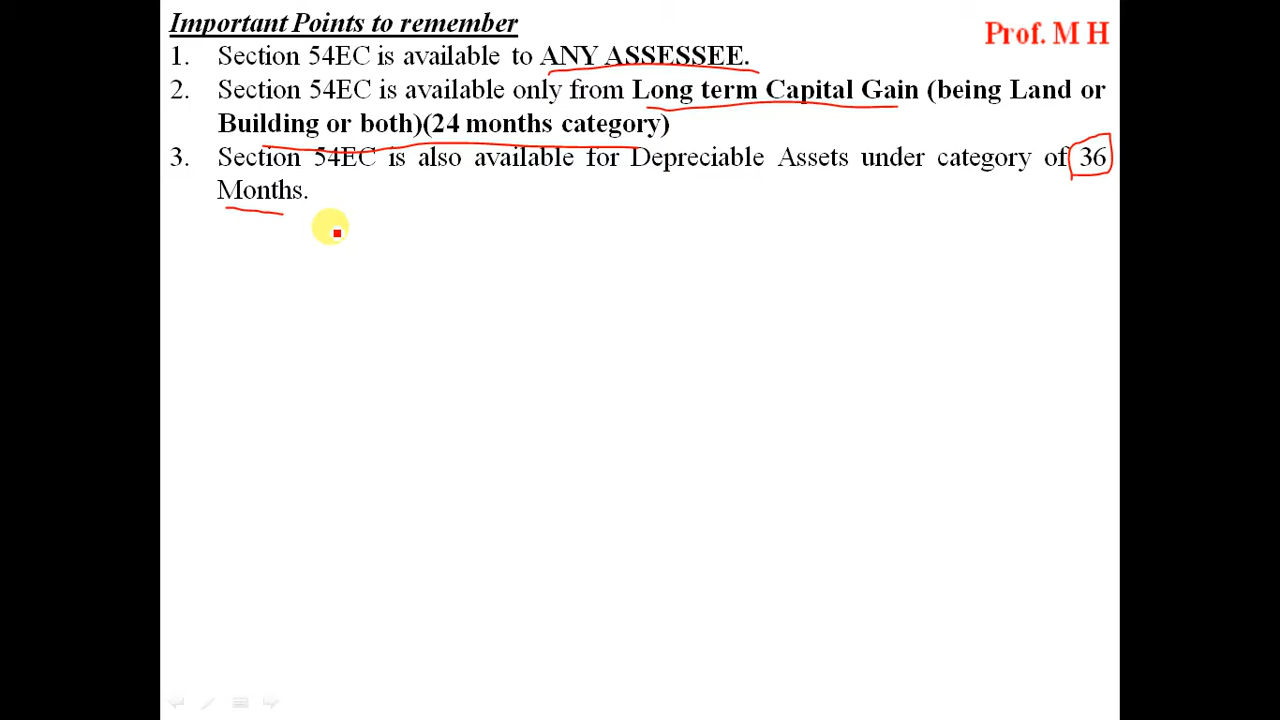 Important Points to remember
Prof. M H
1. Section 54EC is available to ANY ASSESSEE.
2. Section 54EC is available only from Long term Capital Gain (being Land or
Building or both)(24 months category)
3. Section 54EC is also available for Depreciable Assets under category of 36
Months.